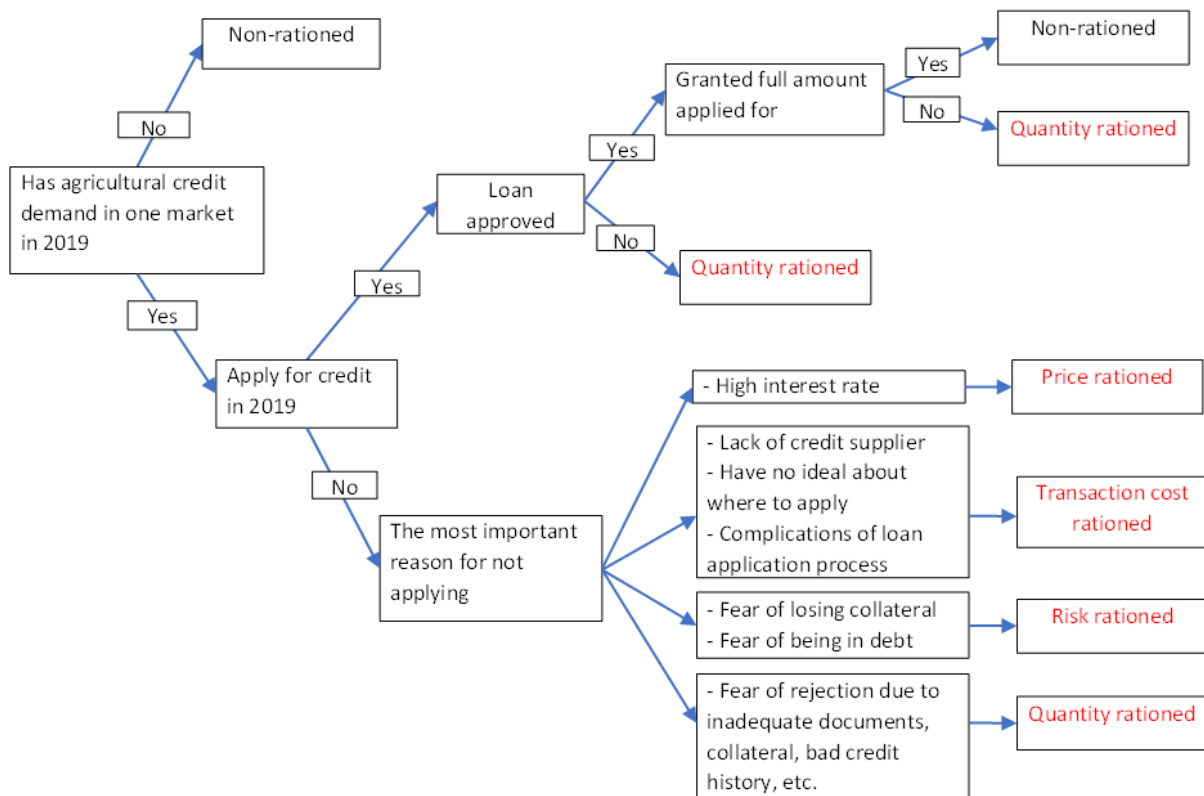 Non-rationed
No
Has agricultural credit
demand in one market
in 2019
Yes
Apply for credit
in 2019
Yes
Loan
approved
Yes
Granted full amount
applied for
Yes
Non-rationed
No
Quantity rationed
No
Quantity rationed
No
The most important
reason for not
applying
- High interest rate
Price rationed
- Lack of credit supplier
- Have no ideal about
where to apply
- Complications of loan
application process
Transaction cost
rationed
- Fear of losing collateral
- Fear of being in debt
Risk rationed
- Fear of rejection due to
inadequate documents,
collateral, bad credit
history, etc.
Quantity rationed